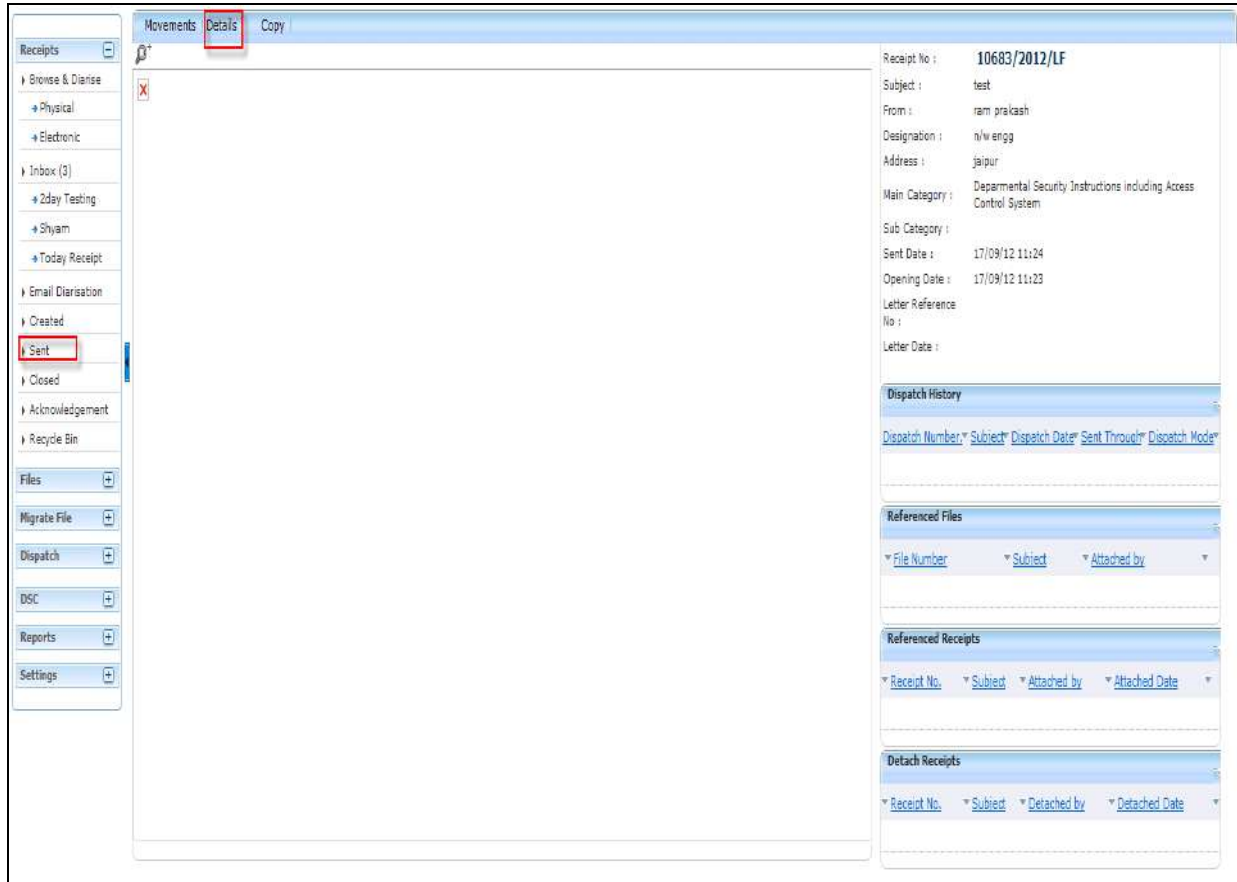 Movements Details Copy
Receipts
Browse & Diarise
Physical
Electronic
Inbox (3)
2day Testing
Shyam
Today Receipt
Email Diarisation
Created
Sent
Closed
Acknowledgement
Recycle Bin
Files
Migrate File
Dispatch
DSC
Reports
Settings
Receipt No : 10683/2012/LF
Subject : test
From : ram prakash
Designation : n/w engg
Address : jaipur
Main Category : Deparmental Security Instructions including Access
Control System
Sub Category :
Sent Date : 17/09/12 11:24
Opening Date : 17/09/12 11:23
Letter Reference
No :
Letter Date :
Dispatch History
Dispatch Number. Subject Dispatch Date Sent Through Dispatch Mode
Referenced Files
File Number Subject Attached by
Referenced Receipts
Receipt No. Subject Attached by Attached Date
Detach Receipts
Receipt No. Subject Detached by Detached Date